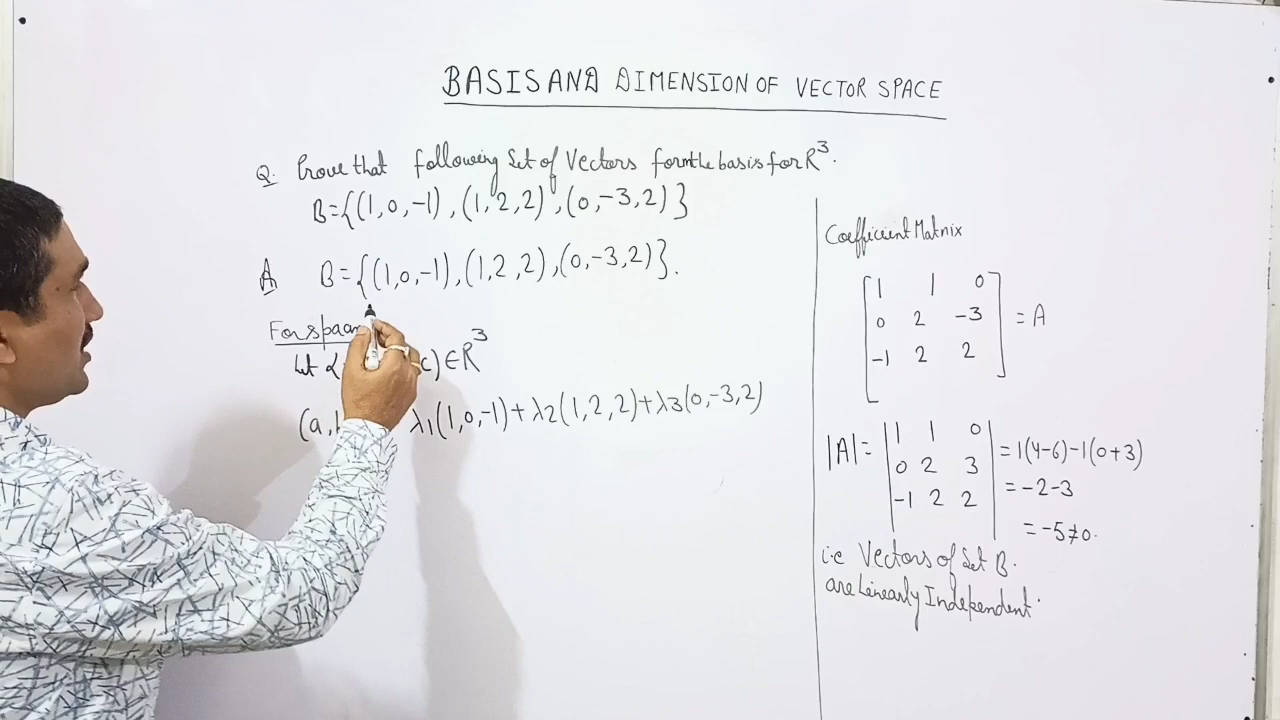 BASIS AND DIMENSION OF VECTOR SPACE
Q. Prove that following Set of Vectors form the basis for R³.
B={(1,0,-1),(1,2,2),(0,-3,2)}
A B={(1,0,-1),(1,2,2),(0,-3,2)}.
For span
Let c) ∈ R³
(a, λ1(1,0,-1)+λ2(1,2,2)+λ3(0,-3,2)
Coefficient Matrix
[1 1 0
0 2 -3 = A
-1 2 2]
|A| = |1 1 0
0 2 3
-1 2 2| = 1(4-6)-1(0+3)
= -2-3
= -5≠0.
i.e Vectors of Set B.
are Linearly Independent.